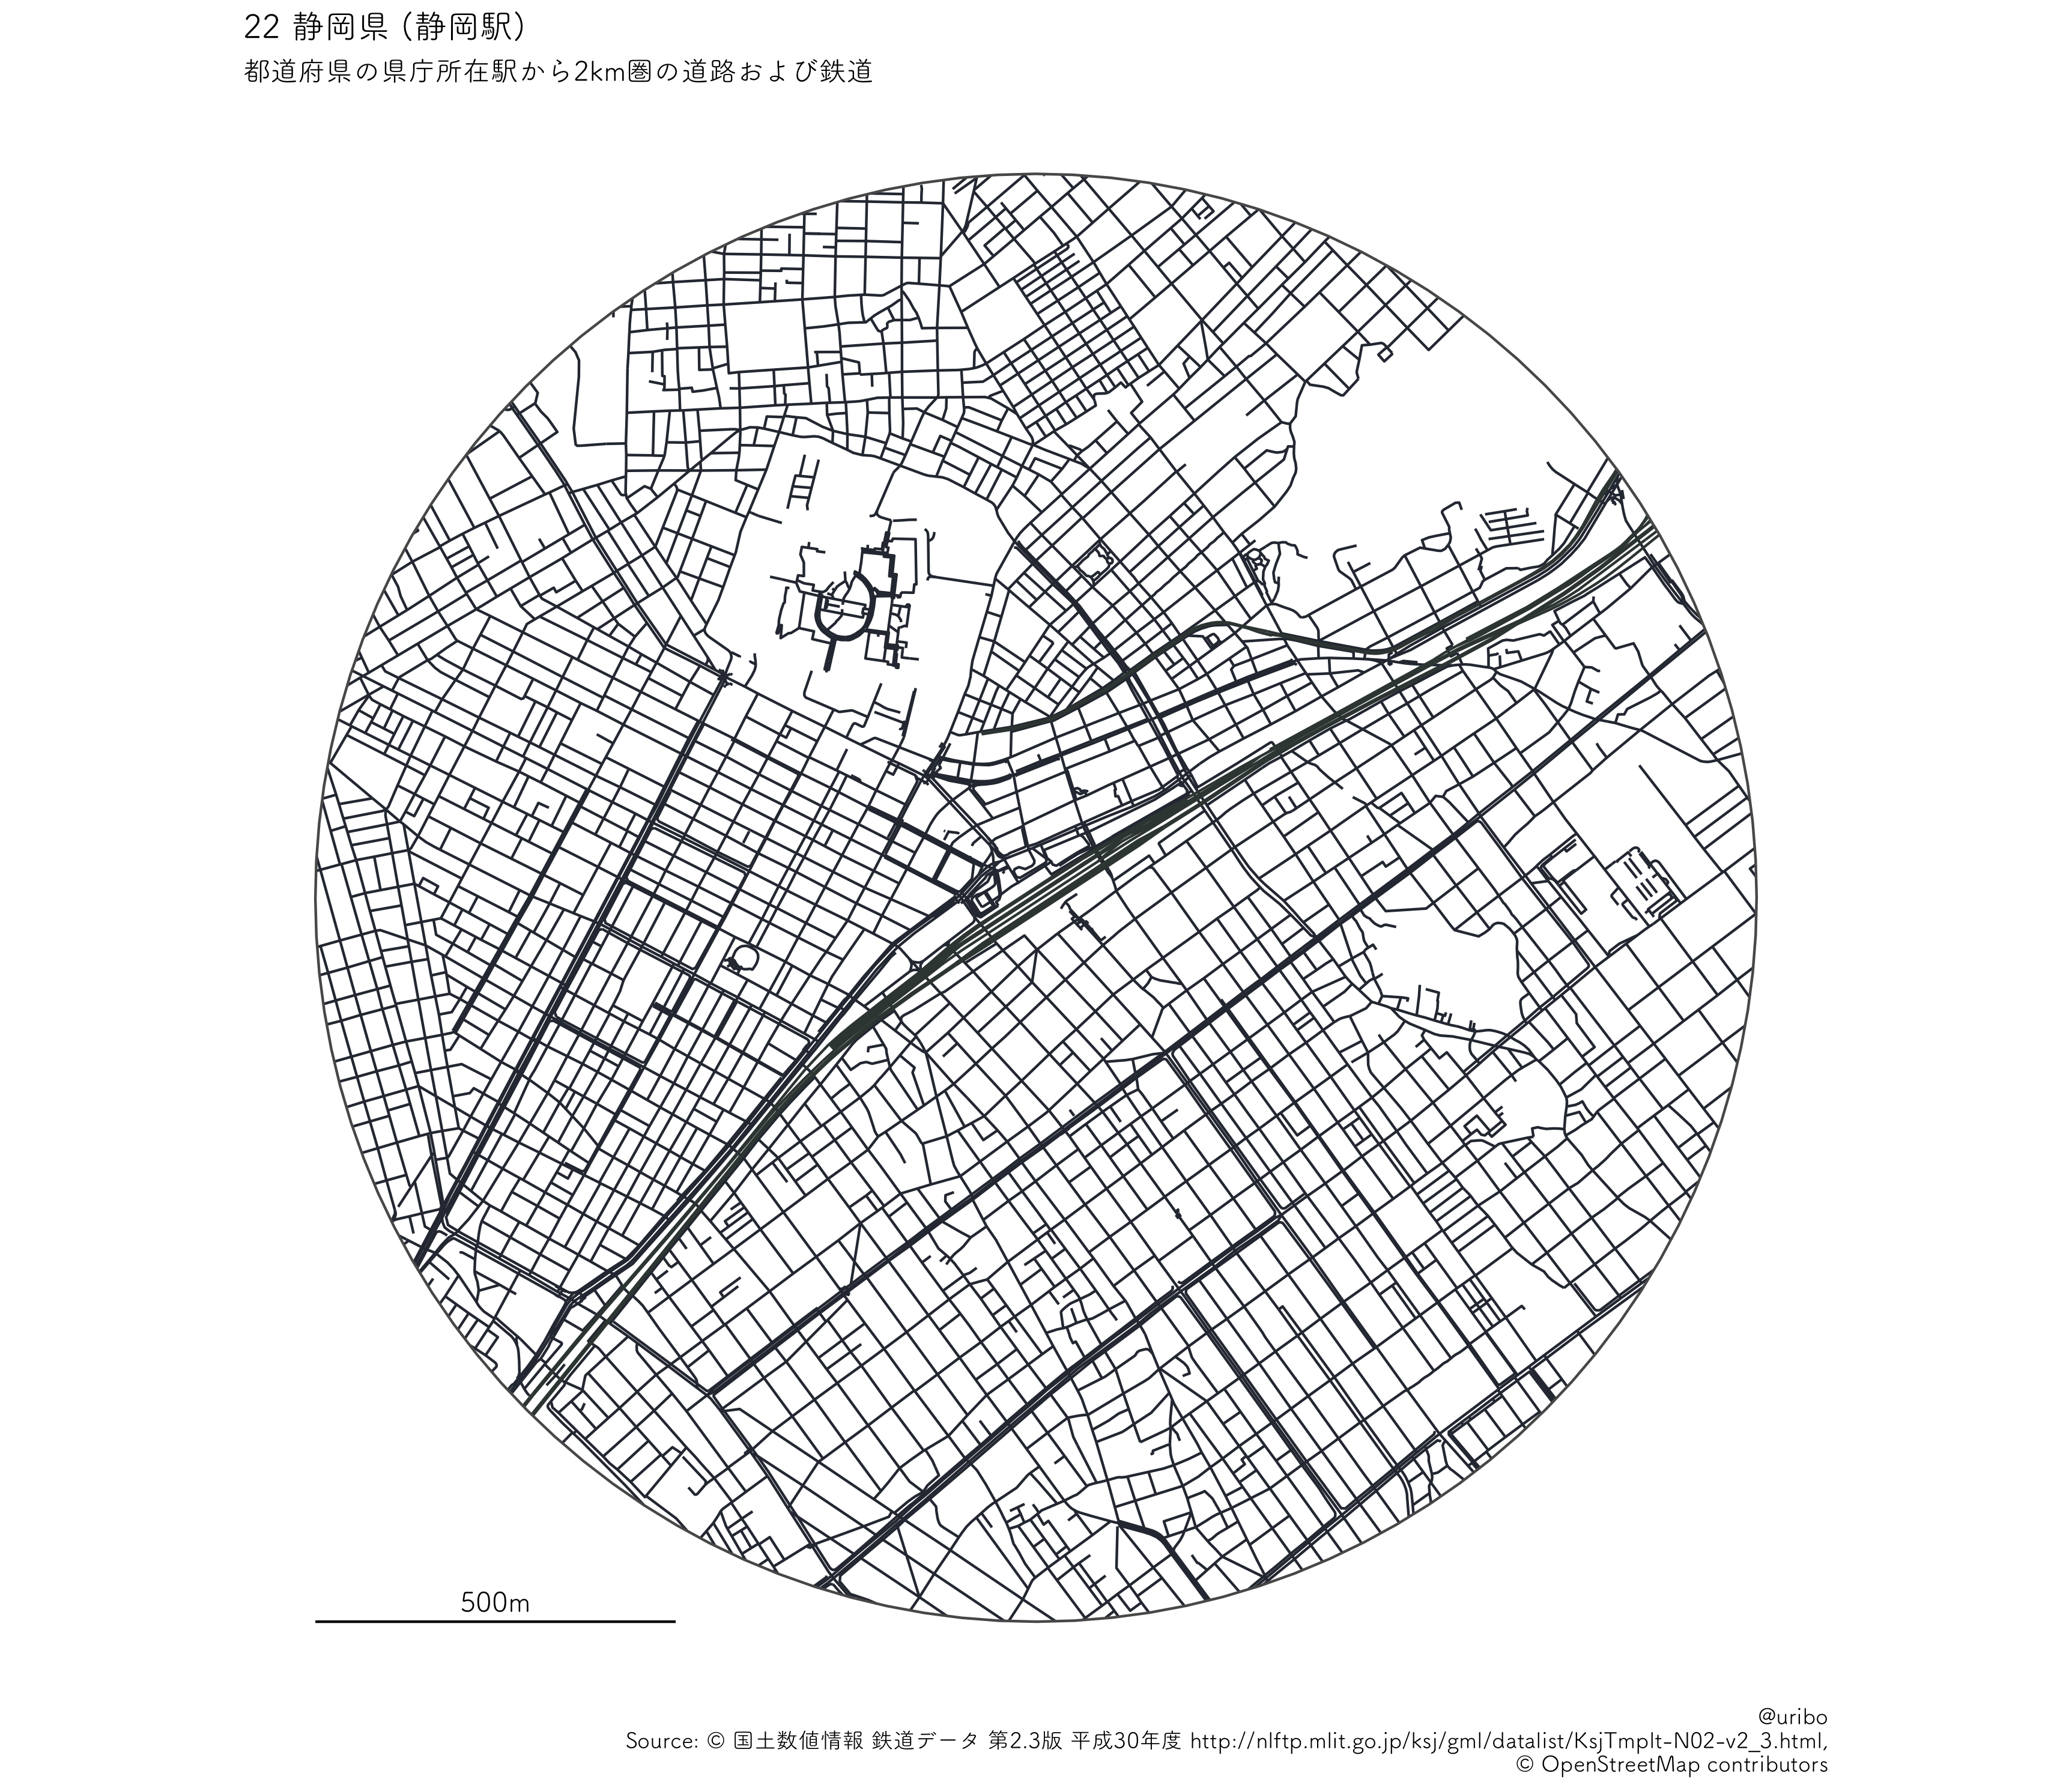 22 静岡県 (静岡駅)
都道府県の県庁所在駅から2km圏の道路および鉄道
500m
@uribo
Source: © 国土数値情報 鉄道データ 第2.3版 平成30年度 http://nlftp.mlit.go.jp/ksj/gml/datalist/KsjTmplt-N02-v2_3.html,
© OpenStreetMap contributors